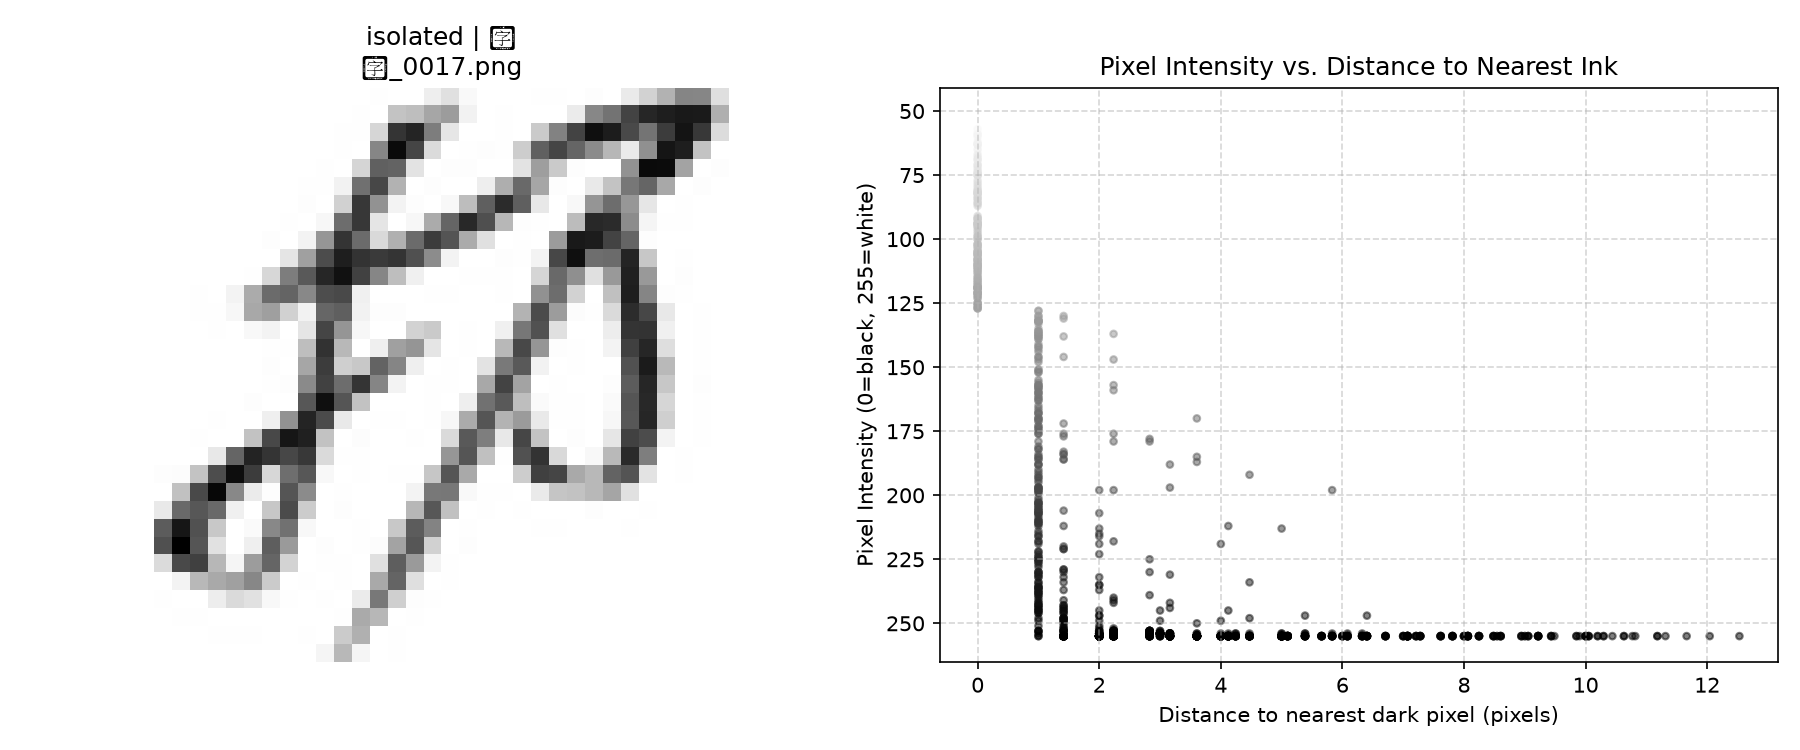 isolated |
_0017.png
Pixel Intensity vs. Distance to Nearest Ink
Pixel Intensity (0=black, 255=white)
50
75
100
125
150
175
200
225
250
0 2 4 6 8 10 12
Distance to nearest dark pixel (pixels)